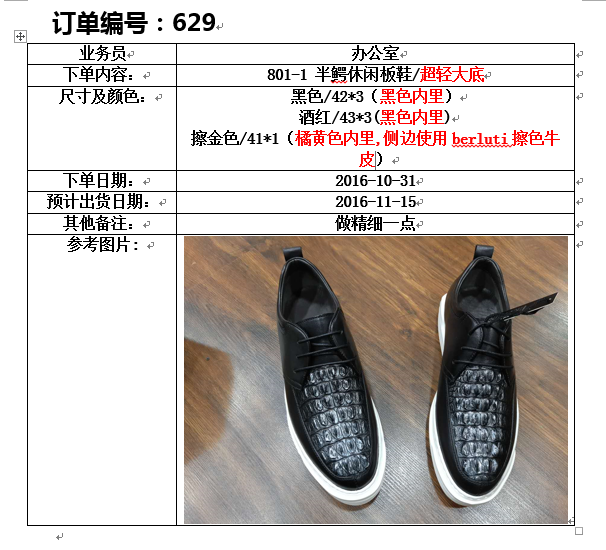 订单编号：629
业务员
办公室
下单内容：
801-1 半鳄休闲板鞋/超轻大底
尺寸及颜色：
黑色/42*3（黑色内里）
酒红/43*3(黑色内里)
擦金色/41*1（橘黄色内里,侧边使用 berluti 擦色牛
皮）
下单日期：
2016-10-31
预计出货日期：
2016-11-15
其他备注：
做精细一点
参考图片：